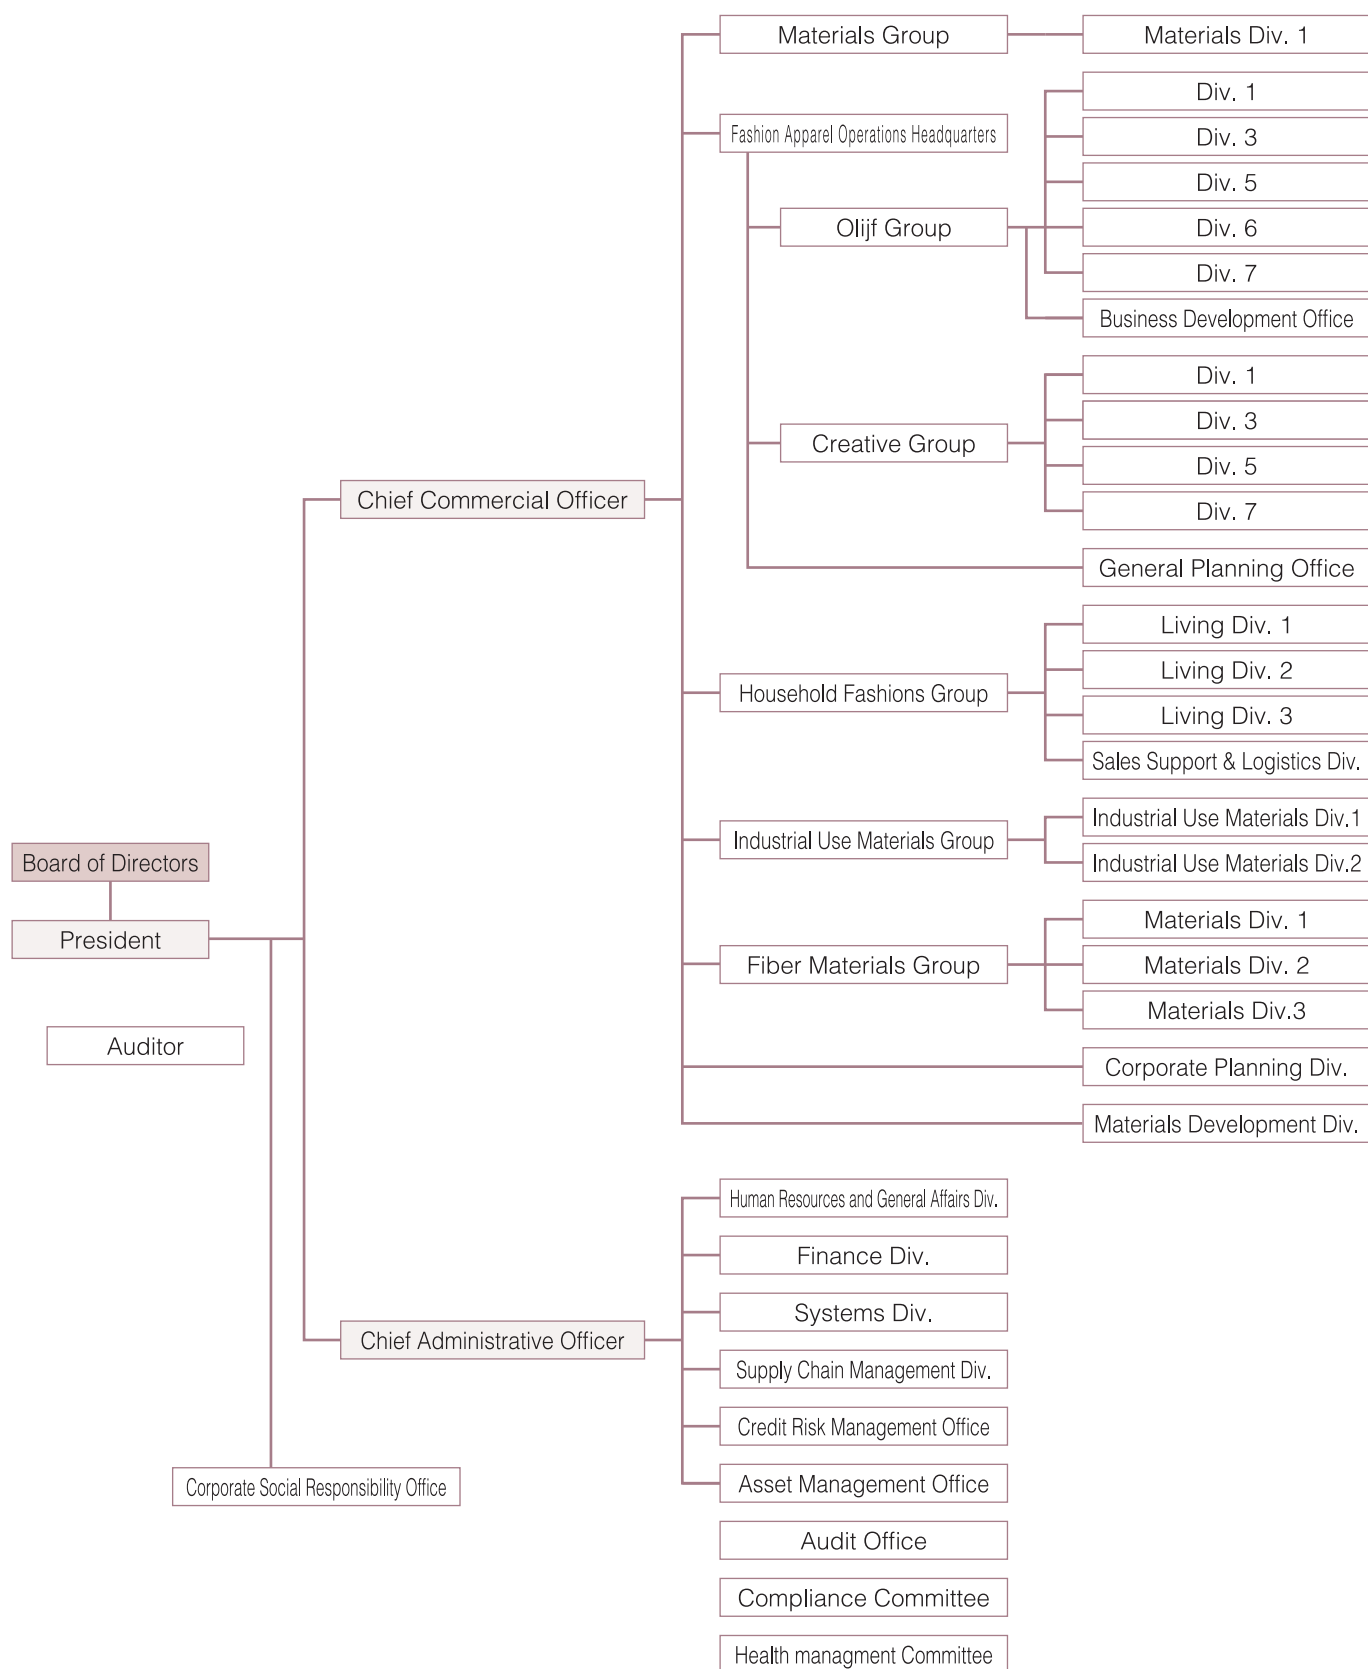 Materials Group
Materials Div. 1
Div. 1
Fashion Apparel Operations Headquarters
Div. 3
Div. 5
Olijf Group
Div. 6
Div. 7
Business Development Office
Div. 1
Div. 3
Creative Group
Div. 5
Chief Commercial Officer
Div. 7
General Planning Office
Living Div. 1
Living Div. 2
Household Fashions Group
Living Div. 3
Sales Support & Logistics Div.
Industrial Use Materials Div.1
Industrial Use Materials Group
Board of Directors
Industrial Use Materials Div.2
Materials Div. 1
President
Fiber Materials Group
Materials Div. 2
Materials Div.3
Auditor
Corporate Planning Div.
Materials Development Div.
Human Resources and General Affairs Div.
Finance Div.
Systems Div.
Chief Administrative Officer
Supply Chain Management Div.
Credit Risk Management Office
Asset Management Office
Corporate Social Responsibility Office
Audit Office
Compliance Committee
Health managment Committee